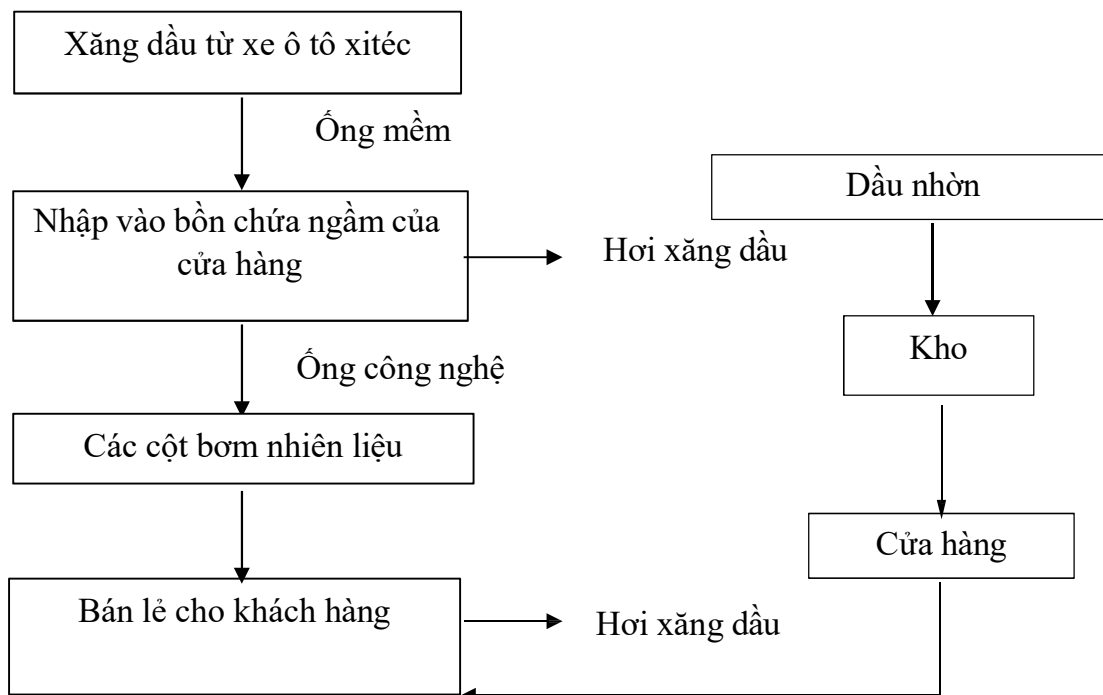 Xăng dầu từ xe ô tô xitéc
Ống mềm
Dầu nhờn
Nhập vào bồn chứa ngầm của
cửa hàng
Hơi xăng dầu
Kho
Ống công nghệ
Các cột bơm nhiên liệu
Cửa hàng
Bán lẻ cho khách hàng
Hơi xăng dầu